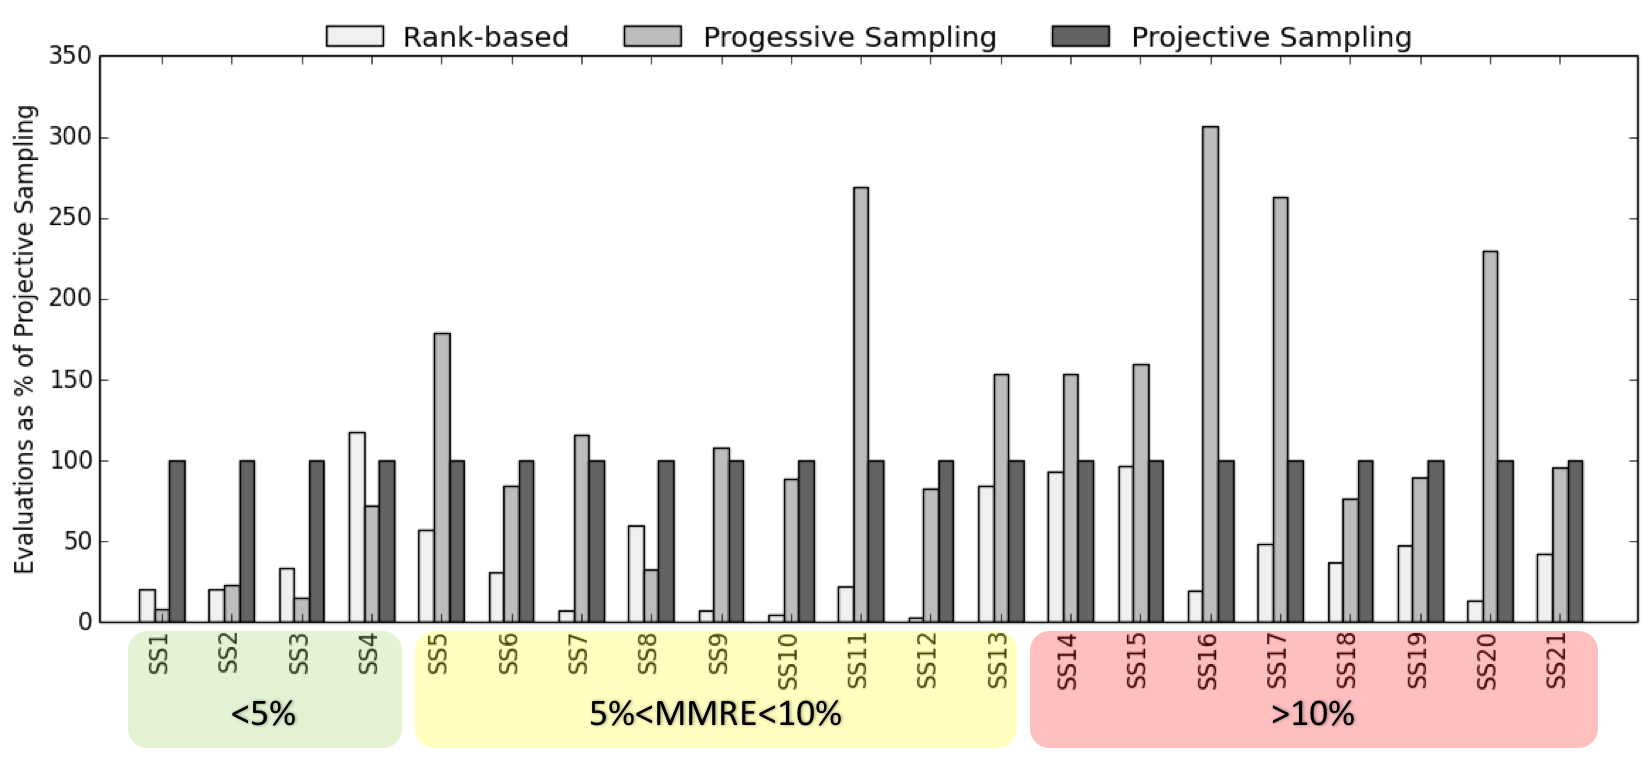 Rank-based Progessive Sampling Projective Sampling
Evaluations as % of Projective Sampling
350
300
250
200
150
100
50
0
SS1 SS2 SS3 SS4 SS5 SS6 SS7 SS8 SS9 SS10 SS11 SS12 SS13 SS14 SS15 SS16 SS17 SS18 SS19 SS20 SS21
<5% 5%<MMRE<10% >10%